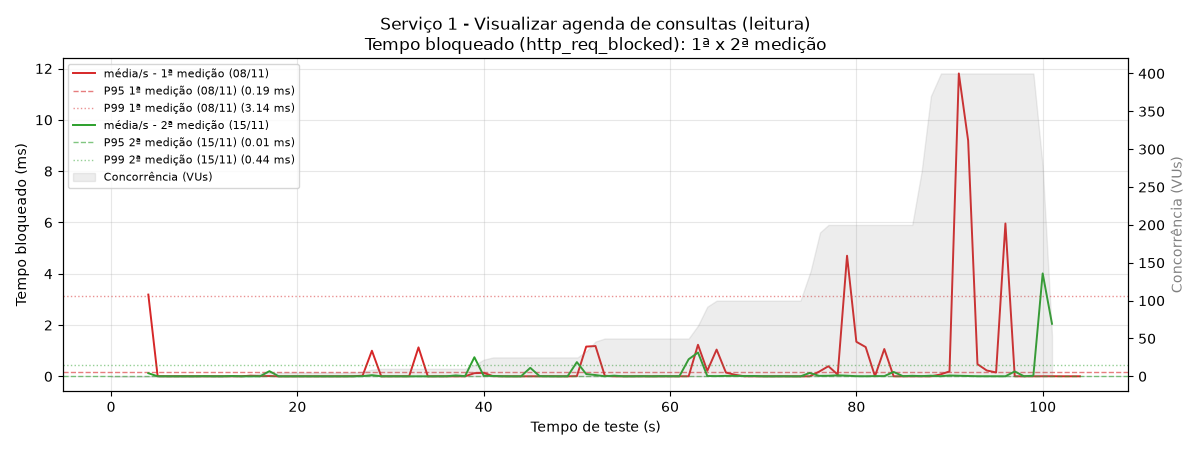 Serviço 1 - Visualizar agenda de consultas (leitura)
Tempo bloqueado (http_req_blocked): 1ª x 2ª medição
média/s - 1ª medição (08/11)
P95 1ª medição (08/11) (0.19 ms)
P99 1ª medição (08/11) (3.14 ms)
média/s - 2ª medição (15/11)
P95 2ª medição (15/11) (0.01 ms)
P99 2ª medição (15/11) (0.44 ms)
Concorrência (VUs)
Tempo bloqueado (ms)
12
10
8
6
4
2
0
400
350
300
250
200
150
100
50
0
Concorrência (VUs)
0
20
40
60
80
100
Tempo de teste (s)